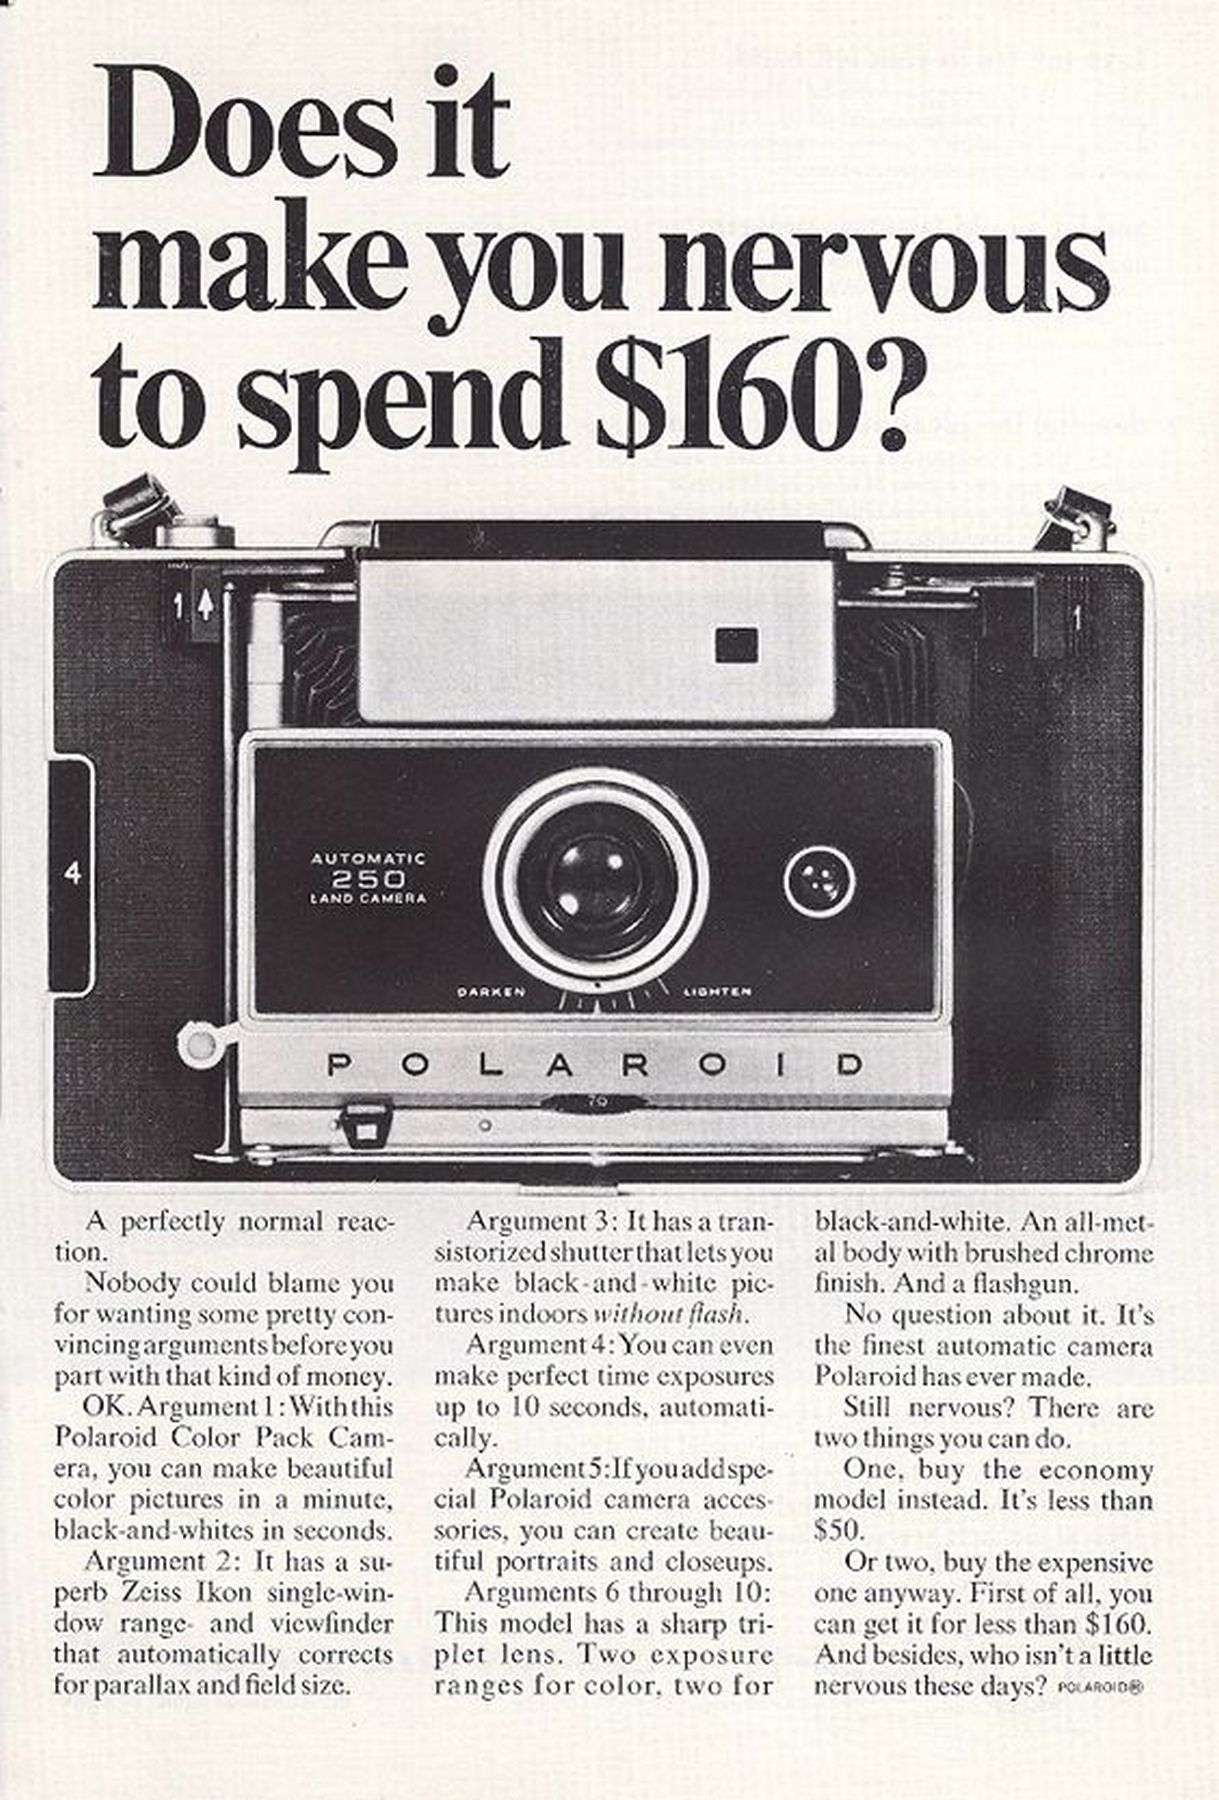 Does it
make you nervous
to spend $160?
1
1
4
AUTOMATIC
250
LAND CAMERA
DARKEN
LIGHTEN
POLAROID
A perfectly normal reac-
tion.
Nobody could blame you
for wanting some pretty con-
vincing arguments before you
part with that kind of money.
OK. Argument 1: With this
Polaroid Color Pack Cam-
era, you can make beautiful
color pictures in a minute,
black-and-whites in seconds.
Argument 2: It has a su-
perb Zeiss Ikon single-win-
dow range- and viewfinder
that automatically corrects
for parallax and field size.
Argument 3: It has a tran-
sistorized shutter that lets you
make black-and-white pic-
tures indoors without flash.
Argument 4: You can even
make perfect time exposures
up to 10 seconds, automati-
cally.
Argument 5: If you add spe-
cial Polaroid camera acces-
sories, you can create beau-
tiful portraits and closeups.
Arguments 6 through 10:
This model has a sharp tri-
plet lens. Two exposure
ranges for color, two for
black-and-white. An all-met-
al body with brushed chrome
finish. And a flashgun.
No question about it. It's
the finest automatic camera
Polaroid has ever made.
Still nervous? There are
two things you can do.
One, buy the economy
model instead. It's less than
$50.
Or two, buy the expensive
one anyway. First of all, you
can get it for less than $160.
And besides, who isn't a little
nervous these days? POLAROID®